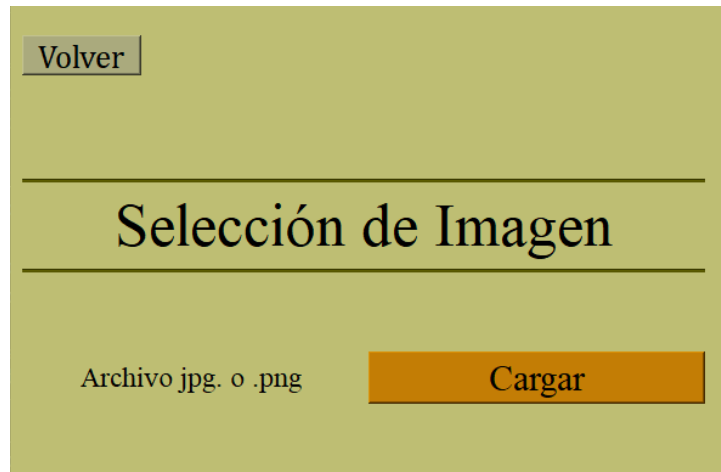 Volver
Selección de Imagen
Archivo jpg. o .png
Cargar